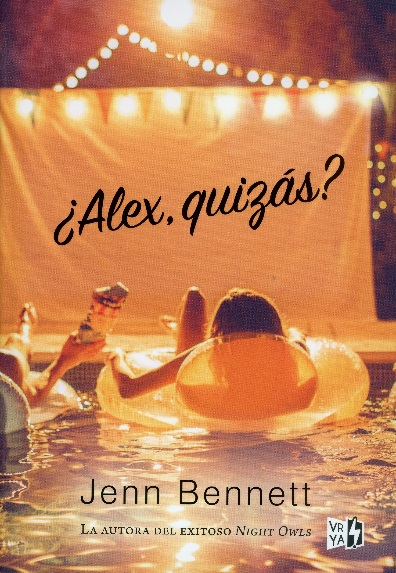 ¿Alex, quizás?
Jenn Bennett
LA AUTORA DEL EXITOSO NIGHT OWLS
VR
YA